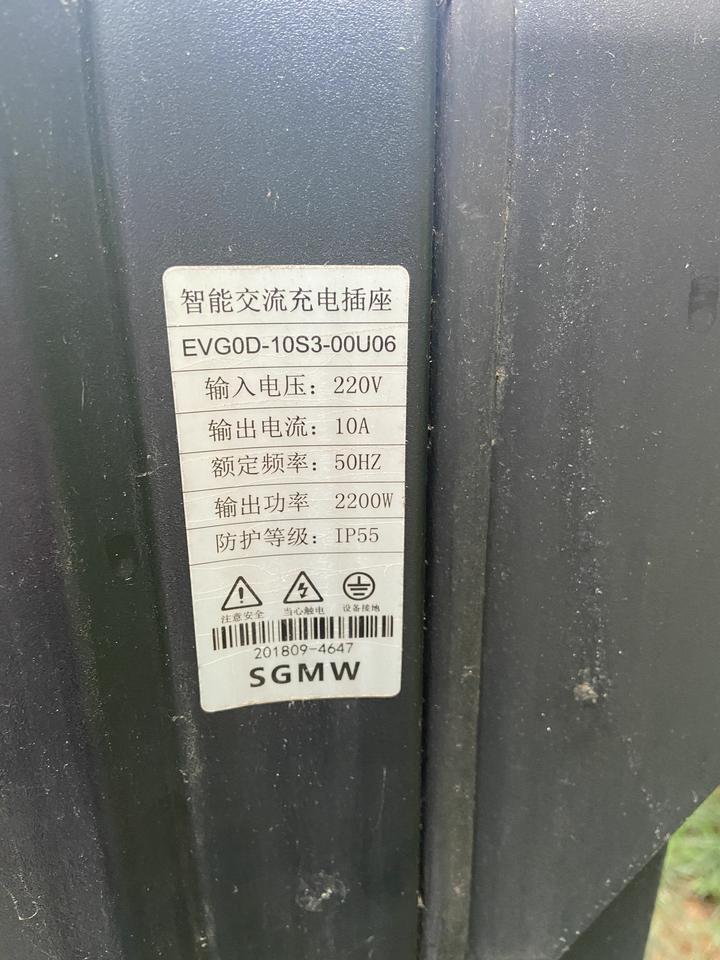 智能交流充电插座
EVG0D-10S3-00U06
输入电压：220V
输出电流：10A
额定频率：50HZ
输出功率 2200W
防护等级：IP55
注意安全 当心触电 设备接地
201809-4647
SGMW